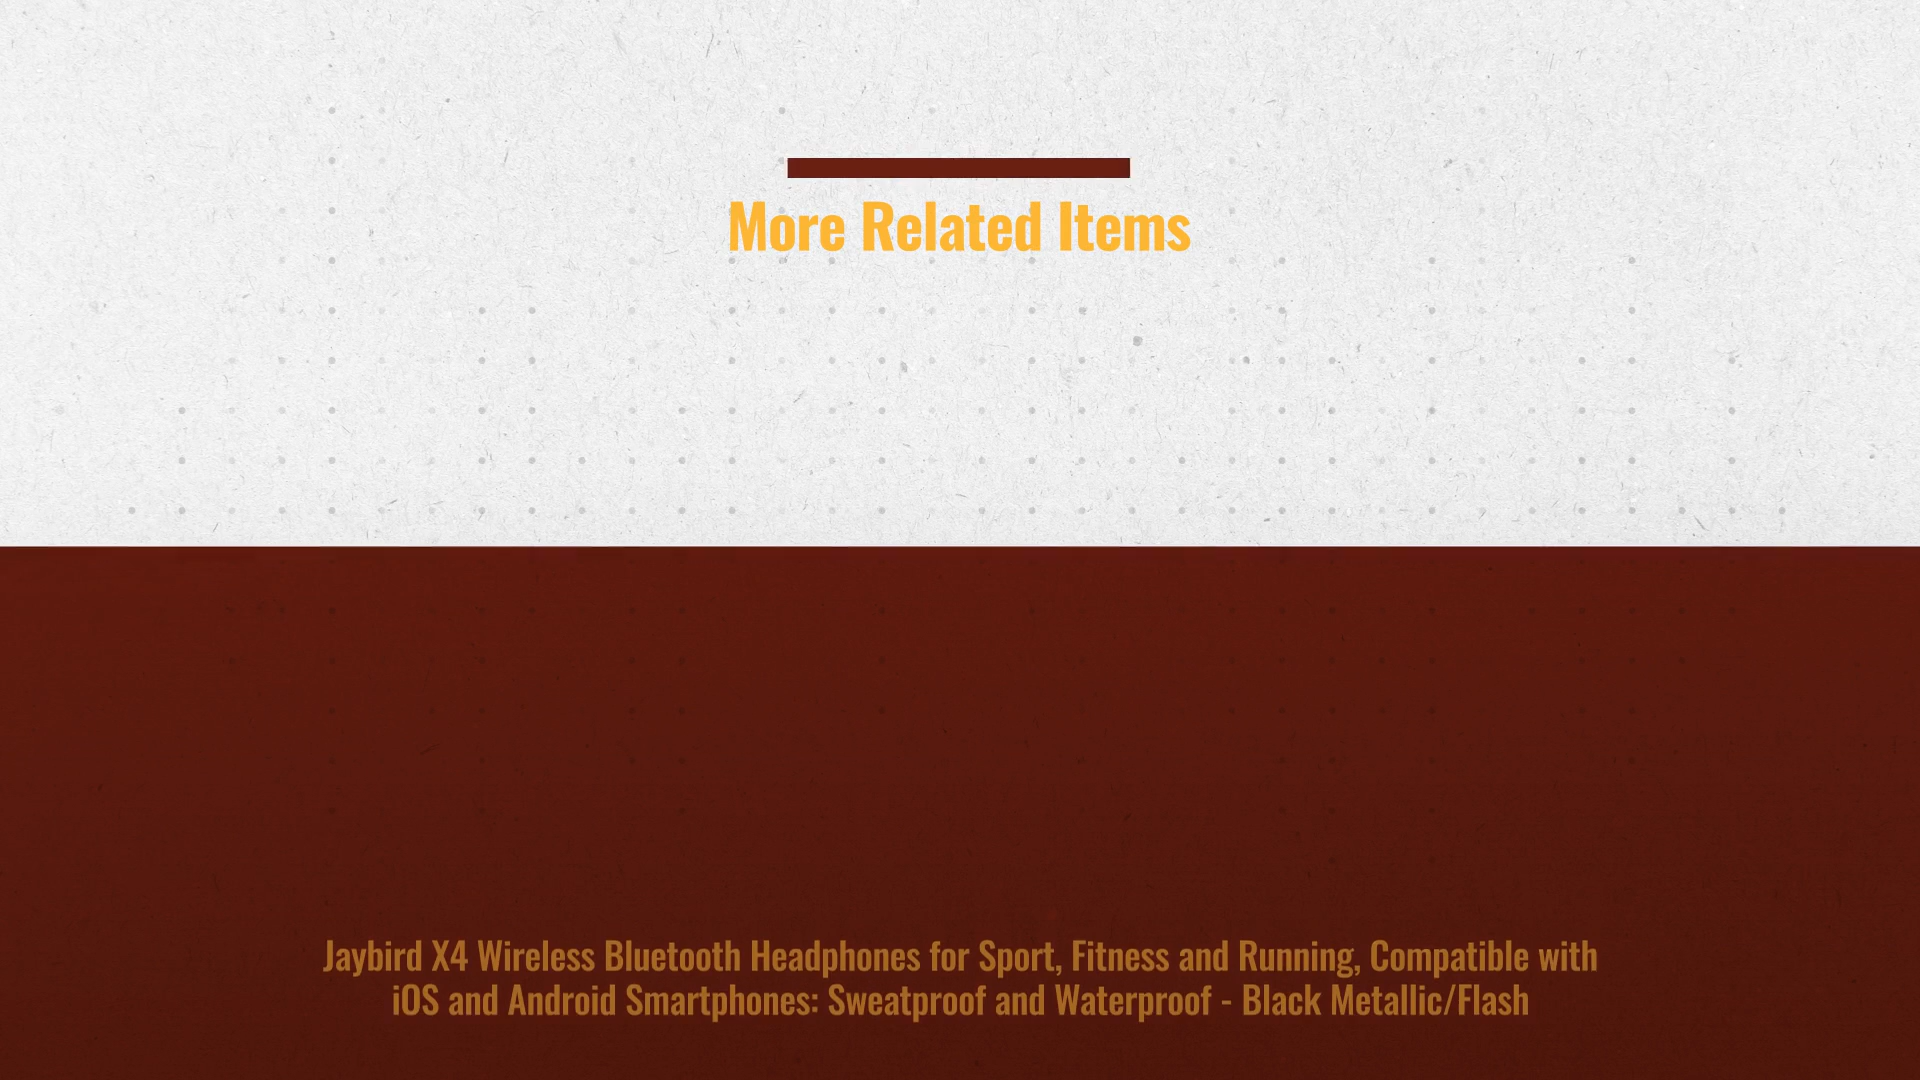 More Related Items
Jaybird X4 Wireless Bluetooth Headphones for Sport, Fitness and Running, Compatible with
iOS and Android Smartphones: Sweatproof and Waterproof - Black Metallic/Flash